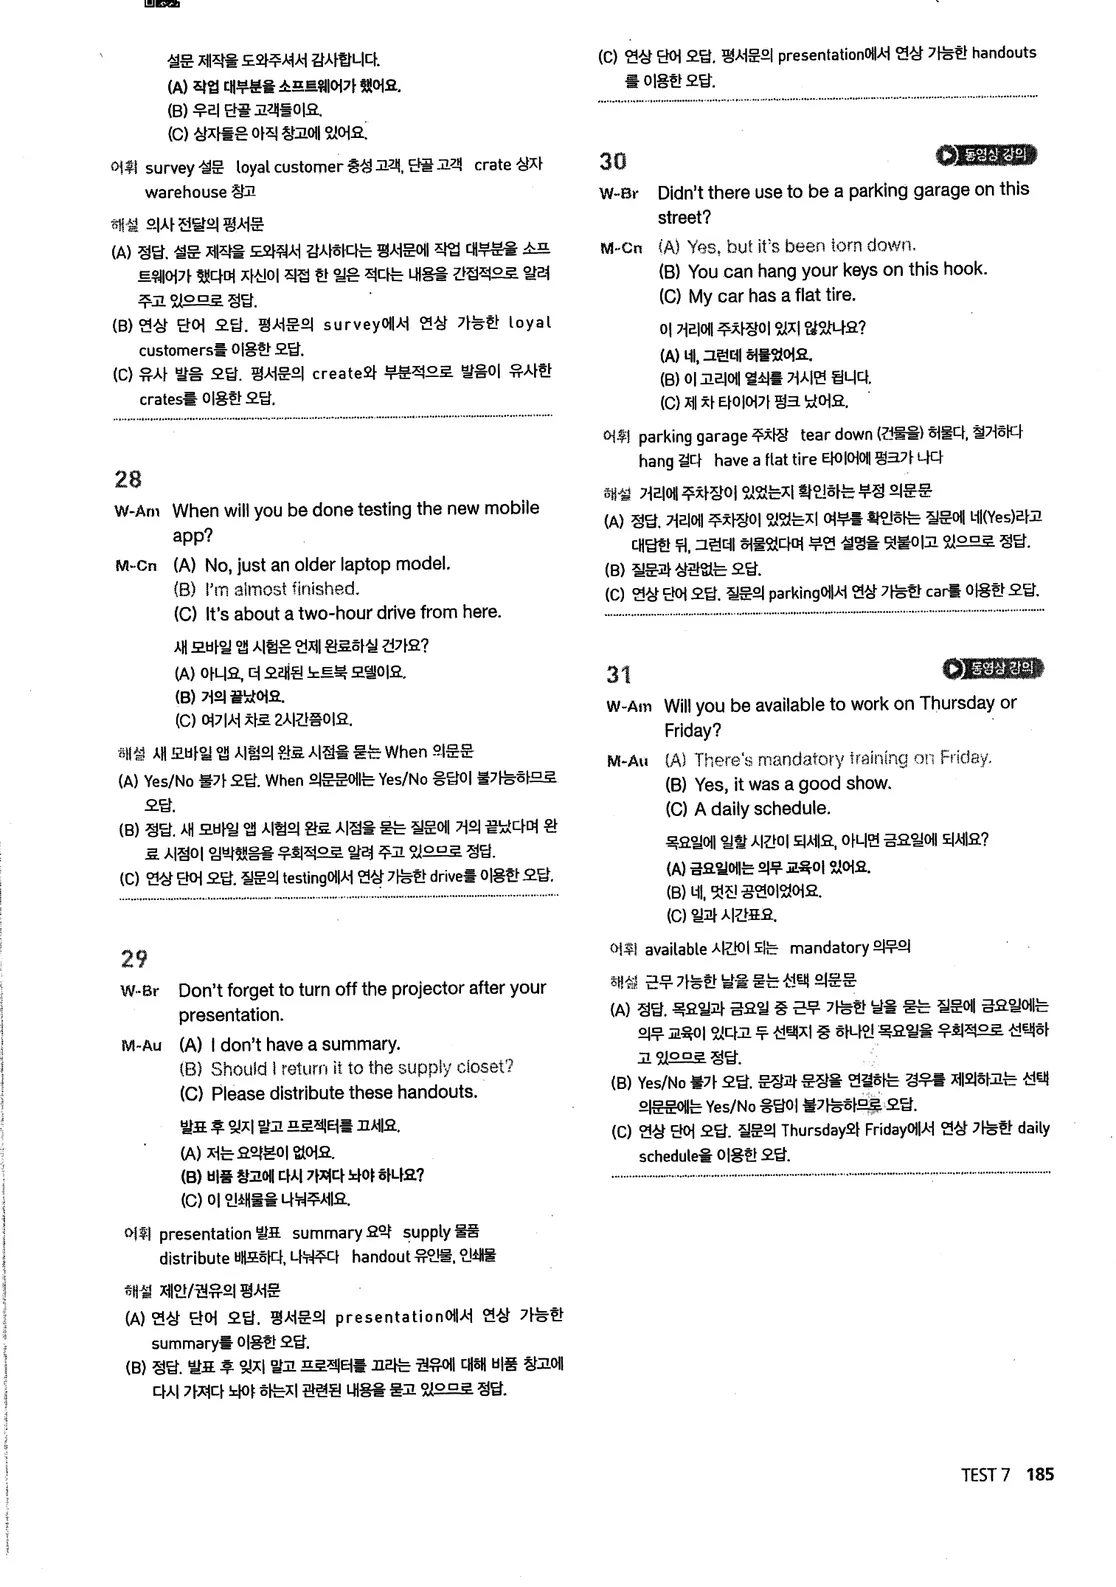 설문 제작을 도와주셔서 감사합니다.
(A) 작업 대부분을 소프트웨어가 했어요.
(B) 우리 단골 고객들이요.
(C) 상자들은 아직 창고에 있어요.
어휘 survey 설문 loyal customer 충성 고객, 단골 고객 crate 상자
warehouse 창고
해설 의사 전달의 평서문
(A) 정답. 설문 제작을 도와줘서 감사하다는 평서문에 작업 대부분을 소프
트웨어가 했다며 자신이 직접 한 일은 적다는 내용을 간접적으로 알려
주고 있으므로 정답.
(B) 연상 단어 오답. 평서문의 survey에서 연상 가능한 loyal
customers를 이용한 오답.
(C) 유사 발음 오답. 평서문의 create와 부분적으로 발음이 유사한
crates를 이용한 오답.
28
W-Am When will you be done testing the new mobile
app?
M-Cn (A) No, just an older laptop model.
(B) I'm almost finished.
(C) It's about a two-hour drive from here.
새 모바일 앱 시험은 언제 완료하실 건가요?
(A) 아니요, 더 오래된 노트북 모델이요.
(B) 거의 끝났어요.
(C) 여기서 차로 2시간쯤이요.
해설 새 모바일 앱 시험의 완료 시점을 묻는 When 의문문
(A) Yes/No 불가 오답. When 의문문에는 Yes/No 응답이 불가능하므로
오답.
(B) 정답. 새 모바일 앱 시험의 완료 시점을 묻는 질문에 거의 끝났다며 완
료 시점이 임박했음을 우회적으로 알려 주고 있으므로 정답.
(C) 연상 단어 오답. 질문의 testing에서 연상 가능한 drive를 이용한 오답.
29
W-Br Don't forget to turn off the projector after your
presentation.
M-Au (A) I don't have a summary.
(B) Should I return it to the supply closet?
(C) Please distribute these handouts.
발표 후 잊지 말고 프로젝터를 끄세요.
(A) 저는 요약본이 없어요.
(B) 비품 창고에 다시 가져다 놔야 하나요?
(C) 이 인쇄물을 나눠주세요.
어휘 presentation 발표 summary 요약 supply 물품
distribute 배포하다, 나눠주다 handout 유인물, 인쇄물
해설 제안/권유의 평서문
(A) 연상 단어 오답. 평서문의 presentation에서 연상 가능한
summary를 이용한 오답.
(B) 정답. 발표 후 잊지 말고 프로젝터를 끄라는 권유에 대해 비품 창고에
다시 가져다 놔야 하는지 관련된 내용을 묻고 있으므로 정답.
(C) 연상 단어 오답. 평서문의 presentation에서 연상 가능한 handouts
를 이용한 오답.
30 동영상 강의
W-Br Didn't there use to be a parking garage on this
street?
M-Cn (A) Yes, but it's been torn down.
(B) You can hang your keys on this hook.
(C) My car has a flat tire.
이 거리에 주차장이 있지 않았나요?
(A) 네, 그런데 허물었어요.
(B) 이 고리에 열쇠를 거시면 됩니다.
(C) 제 차 타이어가 펑크 났어요.
어휘 parking garage 주차장 tear down (건물을) 허물다, 철거하다
hang 걸다 have a flat tire 타이어에 펑크가 나다
해설 거리에 주차장이 있었는지 확인하는 부정 의문문
(A) 정답. 거리에 주차장이 있었는지 여부를 확인하는 질문에 네(Yes)라고
대답한 뒤, 그런데 허물었다며 부연 설명을 덧붙이고 있으므로 정답.
(B) 질문과 상관없는 오답.
(C) 연상 단어 오답. 질문의 parking에서 연상 가능한 car를 이용한 오답.
31 동영상 강의
W-Am Will you be available to work on Thursday or
Friday?
M-Au (A) There's mandatory training on Friday.
(B) Yes, it was a good show.
(C) A daily schedule.
목요일에 일할 시간이 되세요, 아니면 금요일에 되세요?
(A) 금요일에는 의무 교육이 있어요.
(B) 네, 멋진 공연이었어요.
(C) 일과 시간표요.
어휘 available 시간이 되는 mandatory 의무의
해설 근무 가능한 날을 묻는 선택 의문문
(A) 정답. 목요일과 금요일 중 근무 가능한 날을 묻는 질문에 금요일에는
의무 교육이 있다고 두 선택지 중 하나인 목요일을 우회적으로 선택하
고 있으므로 정답.
(B) Yes/No 불가 오답. 문장과 문장을 연결하는 경우를 제외하고는 선택
의문문에는 Yes/No 응답이 불가능하므로 오답.
(C) 연상 단어 오답. 질문의 Thursday와 Friday에서 연상 가능한 daily
schedule을 이용한 오답.
TEST 7 185